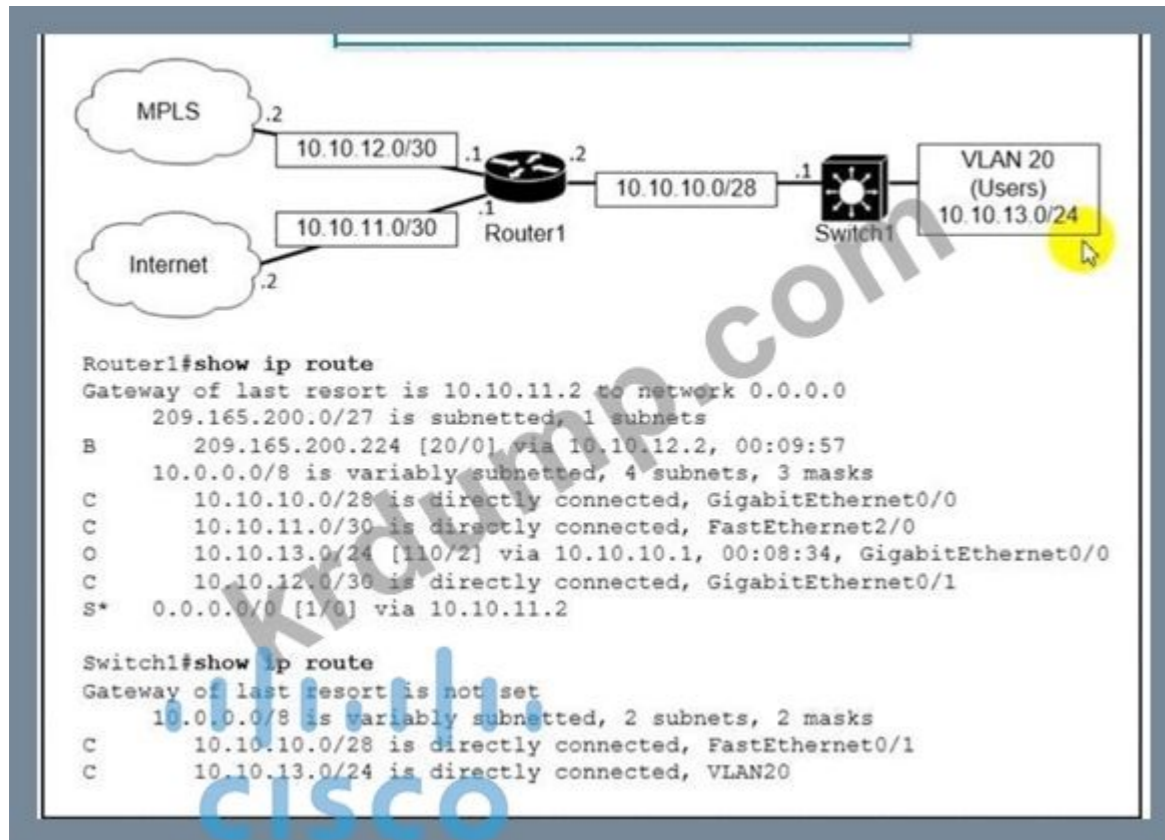 MPLS
.2
10.10.12.0/30
.1
.2
10.10.10.0/28
.1
VLAN 20
(Users)
10.10.13.0/24
10.10.11.0/30
.1
Router1
Switch1
Internet
.2
Router1#show ip route
Gateway of last resort is 10.10.11.2 to network 0.0.0.0
209.165.200.0/27 is subnetted, 1 subnets
B 209.165.200.224 [20/0] via 10.10.12.2, 00:09:57
10.0.0.0/8 is variably subnetted, 4 subnets, 3 masks
C 10.10.10.0/28 is directly connected, GigabitEthernet0/0
C 10.10.11.0/30 is directly connected, FastEthernet2/0
O 10.10.13.0/24 [110/2] via 10.10.10.1, 00:08:34, GigabitEthernet0/0
C 10.10.12.0/30 is directly connected, GigabitEthernet0/1
S* 0.0.0.0/0 [1/0] via 10.10.11.2
Switch1#show ip route
Gateway of last resort is not set
10.0.0.0/8 is variably subnetted, 2 subnets, 2 masks
C 10.10.10.0/28 is directly connected, FastEthernet0/1
C 10.10.13.0/24 is directly connected, VLAN20
krdump.com
CISCO